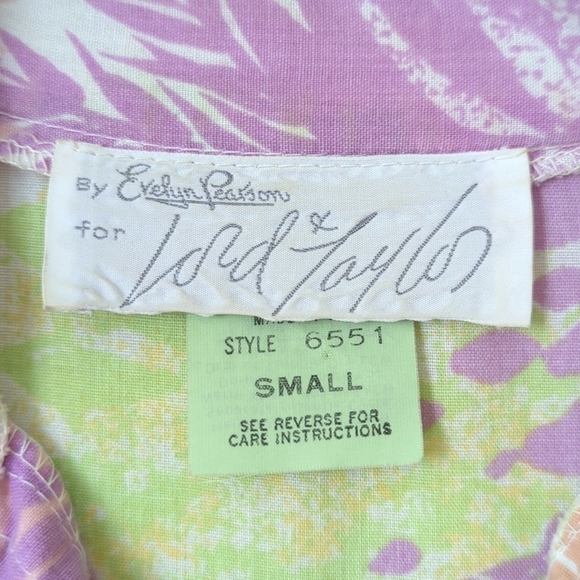 By Evelyn Pearson
for Lord & Taylor
STYLE 6551
SMALL
SEE REVERSE FOR
CARE INSTRUCTIONS